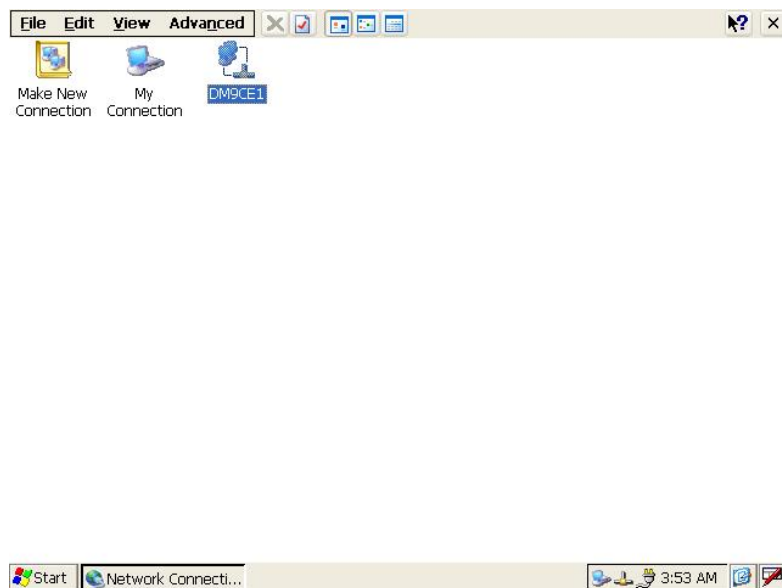 File Edit View Advanced ?
Make New Connection
My Connection
DM9CE1
Start Network Connecti... 3:53 AM